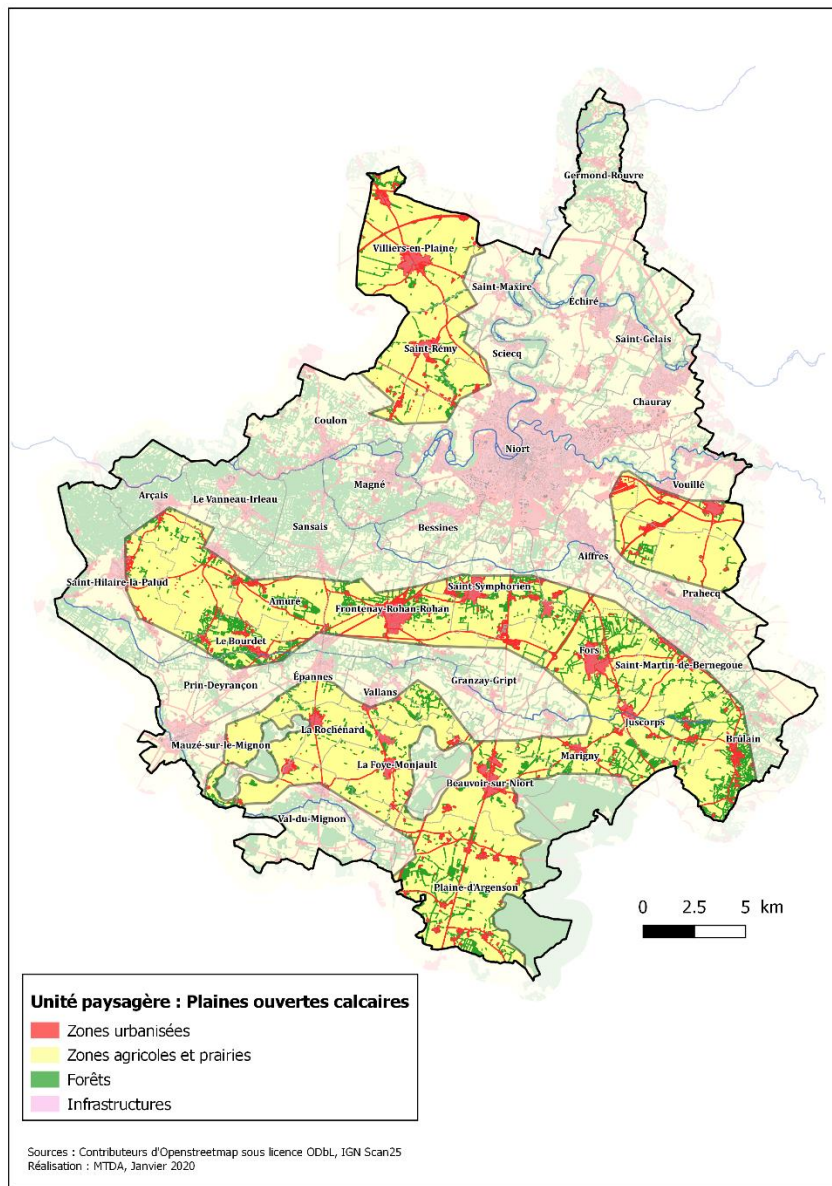 Germond-Rouvre
Villiers-en-Plaine
Saint-Maxire
Échiré
Saint-Gelais
Saint-Rémy
Sciecq
Chauray
Coulon
Niort
Magné
Vouillé
Arçais
Le Vanneau-Irleau
Sansais
Bessines
Aiffres
Saint-Hilaire-la-Palud
Amuré
Saint-Symphorien
Prahecq
Frontenay-Rohan-Rohan
Le Bourdet
Fors
Saint-Martin-de-Bernegoue
Prin-Deyrançon
Épannes
Vallans
Granzay-Gript
Juscorps
La Rochénard
Mauzé-sur-le-Mignon
Brûlain
La Foye-Monjault
Marigny
Beauvoir-sur-Niort
Val-du-Mignon
Plaine-d'Argenson
0 2.5 5 km
Unité paysagère : Plaines ouvertes calcaires
Zones urbanisées
Zones agricoles et prairies
Forêts
Infrastructures
Sources : Contributeurs d'Openstreetmap sous licence ODbL, IGN Scan25
Réalisation : MTDA, Janvier 2020